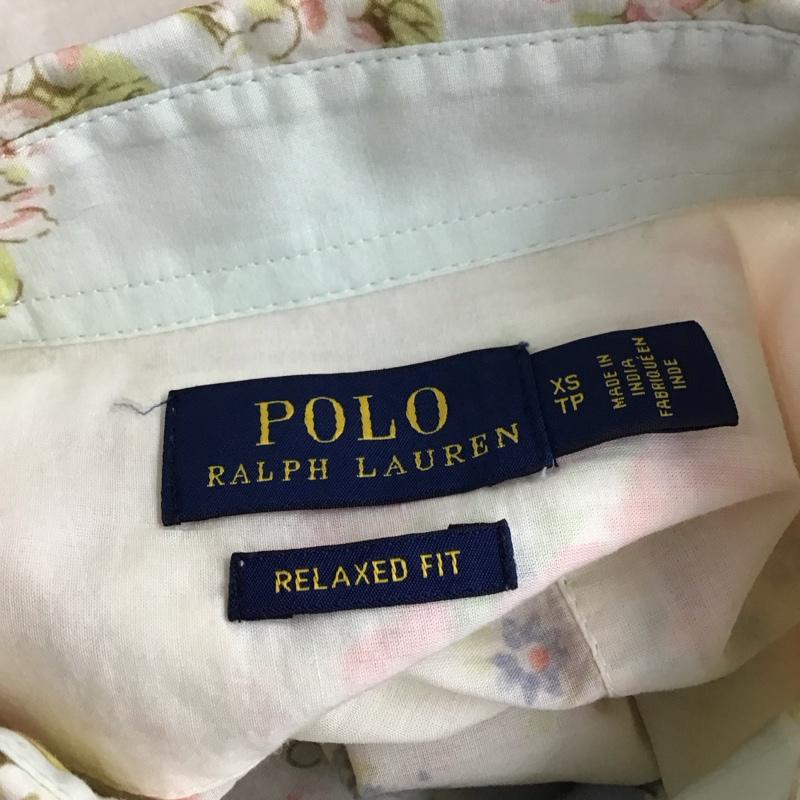 POLO
RALPH LAUREN
XS
TP
MADE IN
INDIA
FABRIQUÉ EN
INDE
RELAXED FIT